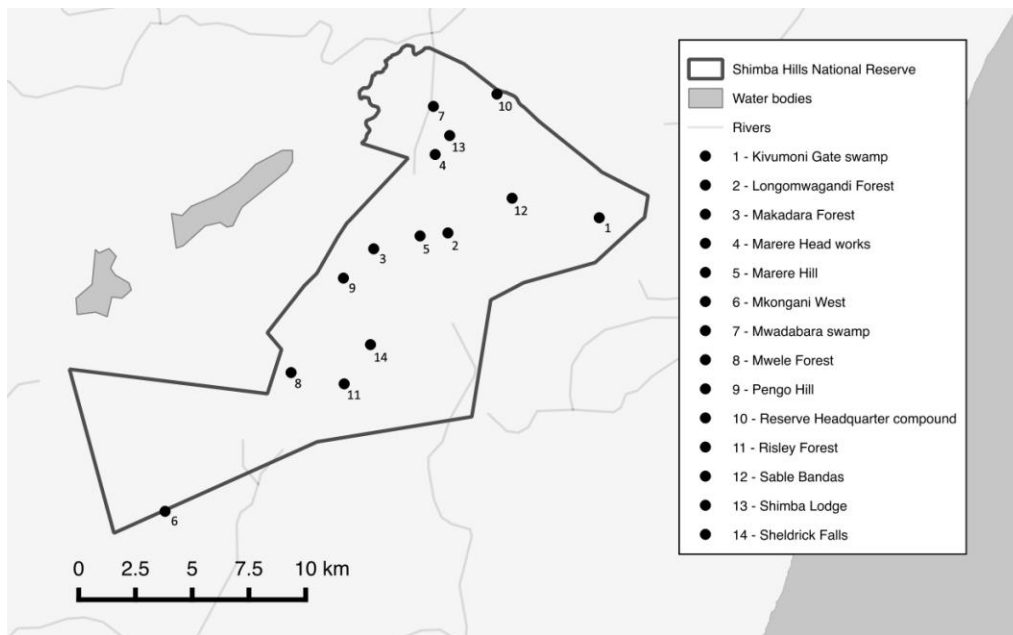 10
7
13
4
12
1
5
2
3
9
14
8
11
6
0 2.5 5 7.5 10 km
Shimba Hills National Reserve
Water bodies
Rivers
1 - Kivumoni Gate swamp
2 - Longomwagandi Forest
3 - Makadara Forest
4 - Marere Head works
5 - Marere Hill
6 - Mkongani West
7 - Mwadabara swamp
8 - Mwele Forest
9 - Pengo Hill
10 - Reserve Headquarter compound
11 - Risley Forest
12 - Sable Bandas
13 - Shimba Lodge
14 - Sheldrick Falls